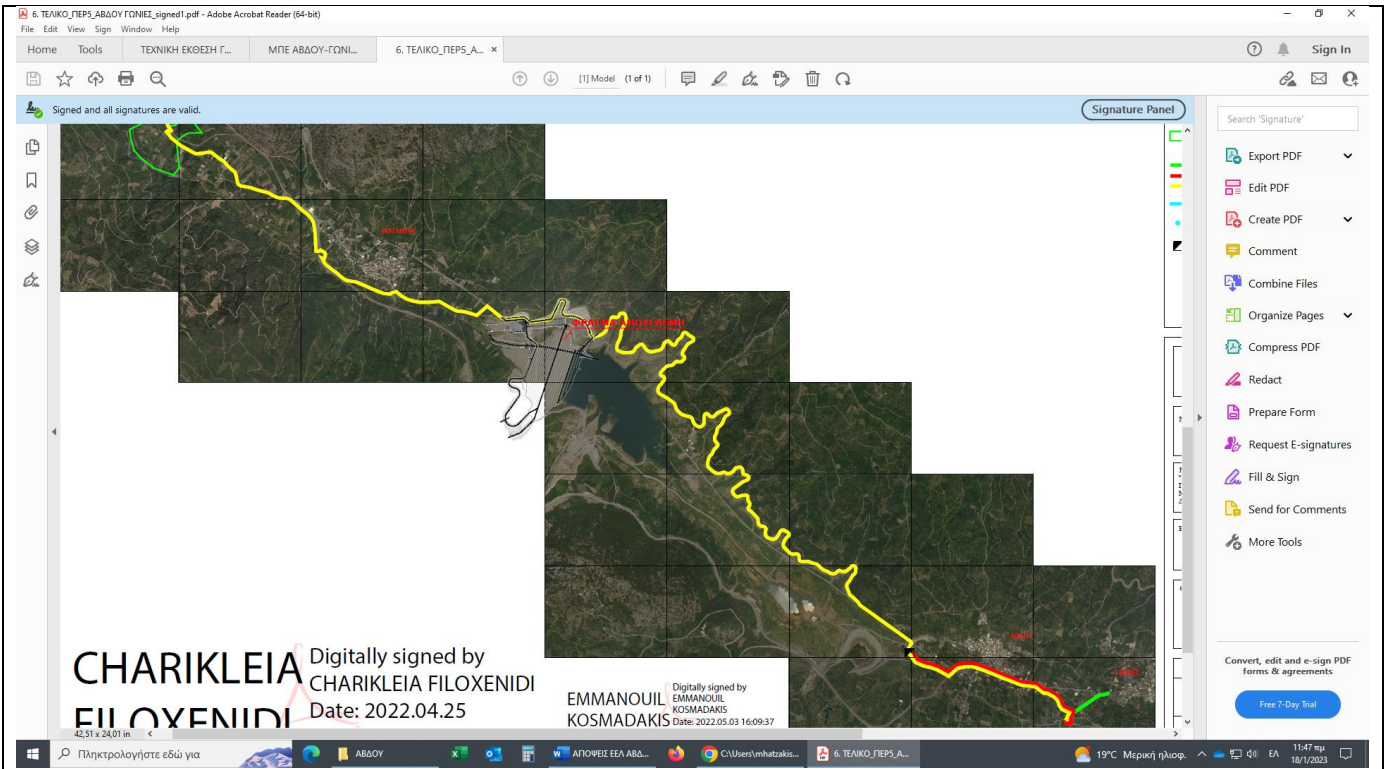 6. ΤΕΛΙΚΟ_ΠΕΡ5_ΑΒΔΟΥ ΓΩΝΙΕΣ_signed1.pdf - Adobe Acrobat Reader (64-bit)
File Edit View Sign Window Help
Home Tools ΤΕΧΝΙΚΗ ΕΚΘΕΣΗ Γ... ΜΠΕ ΑΒΔΟΥ-ΓΩΝΙ... 6. ΤΕΛΙΚΟ_ΠΕΡ5_Α... × Sign In
[1] Model (1 of 1)
Signed and all signatures are valid. Signature Panel
Search 'Signature'
Export PDF
Edit PDF
Create PDF
Comment
Combine Files
Organize Pages
Compress PDF
Redact
Prepare Form
Request E-signatures
Fill & Sign
Send for Comments
More Tools
Convert, edit and e-sign PDF
forms & agreements
Free 7-Day Trial
ΠΟΤΑΜΙΕΣ
ΦΡΑΓΜΑ ΑΠΟΣΕΛΕΜΗ
CHARIKLEIA
FILOXENIDI
Digitally signed by
CHARIKLEIA FILOXENIDI
Date: 2022.04.25
EMMANOUIL
KOSMADAKIS
Digitally signed by
EMMANOUIL
KOSMADAKIS
Date: 2022.05.03 16:09:37
42,51 x 24,01 in
Πληκτρολογήστε εδώ για
ΑΒΔΟΥ
ΑΠΟΨΕΙΣ ΕΕΛ ΑΒΔ...
C:\Users\mhatzakis...
6. ΤΕΛΙΚΟ_ΠΕΡ5_Α...
19°C Μερική ηλιοφ.
ΕΛ
11:47 πμ
18/1/2023